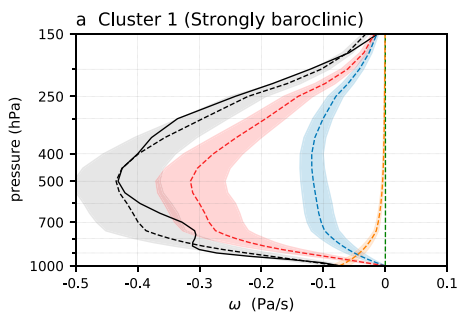 a Cluster 1 (Strongly baroclinic)
150
250
400
500
700
1000
pressure (hPa)
-0.5 -0.4 -0.3 -0.2 -0.1 0 0.1
ω (Pa/s)